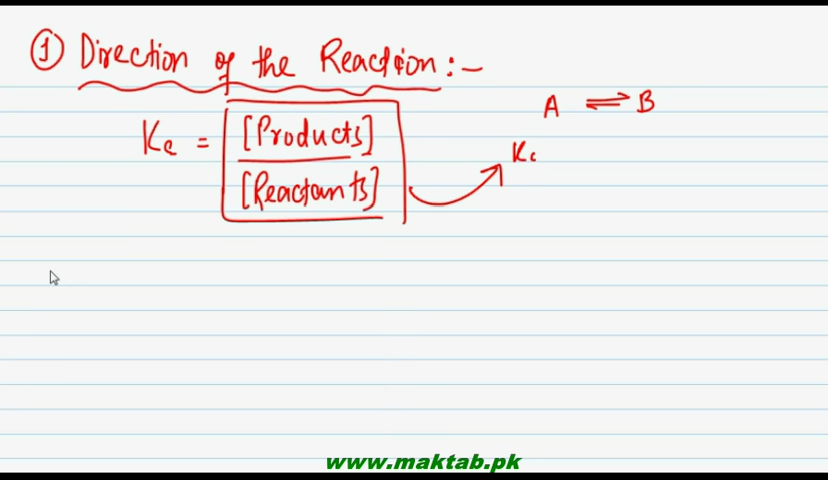 ① Direction of the Reaction :-
A ⇌ B
Kc = [Products]
[Reactants]
Kc
www.maktab.pk